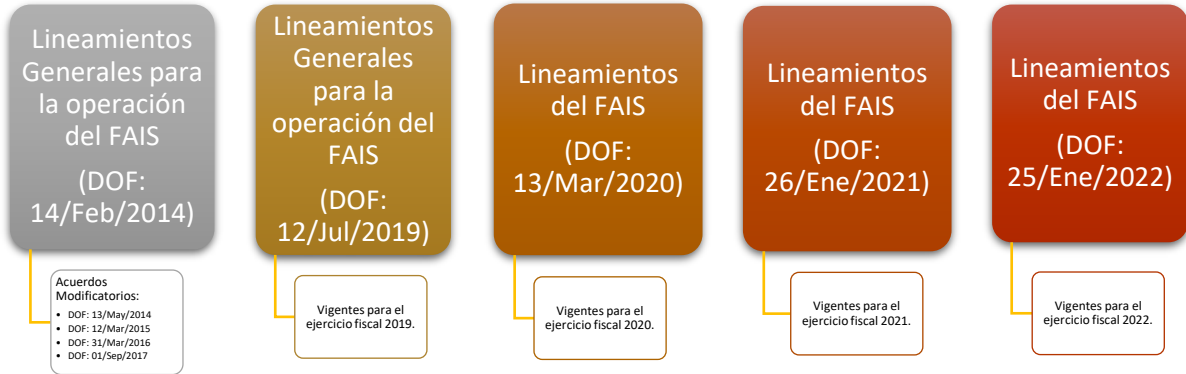 Lineamientos
Generales para
la operación
del FAIS
(DOF:
14/Feb/2014)
Acuerdos
Modificatorios:
• DOF: 13/May/2014
• DOF: 12/Mar/2015
• DOF: 31/Mar/2016
• DOF: 01/Sep/2017
Lineamientos
Generales
para la
operación del
FAIS
(DOF:
12/Jul/2019)
Vigentes para el
ejercicio fiscal 2019.
Lineamientos
del FAIS
(DOF:
13/Mar/2020)
Vigentes para el
ejercicio fiscal 2020.
Lineamientos
del FAIS
(DOF:
26/Ene/2021)
Vigentes para el
ejercicio fiscal 2021.
Lineamientos
del FAIS
(DOF:
25/Ene/2022)
Vigentes para el
ejercicio fiscal 2022.